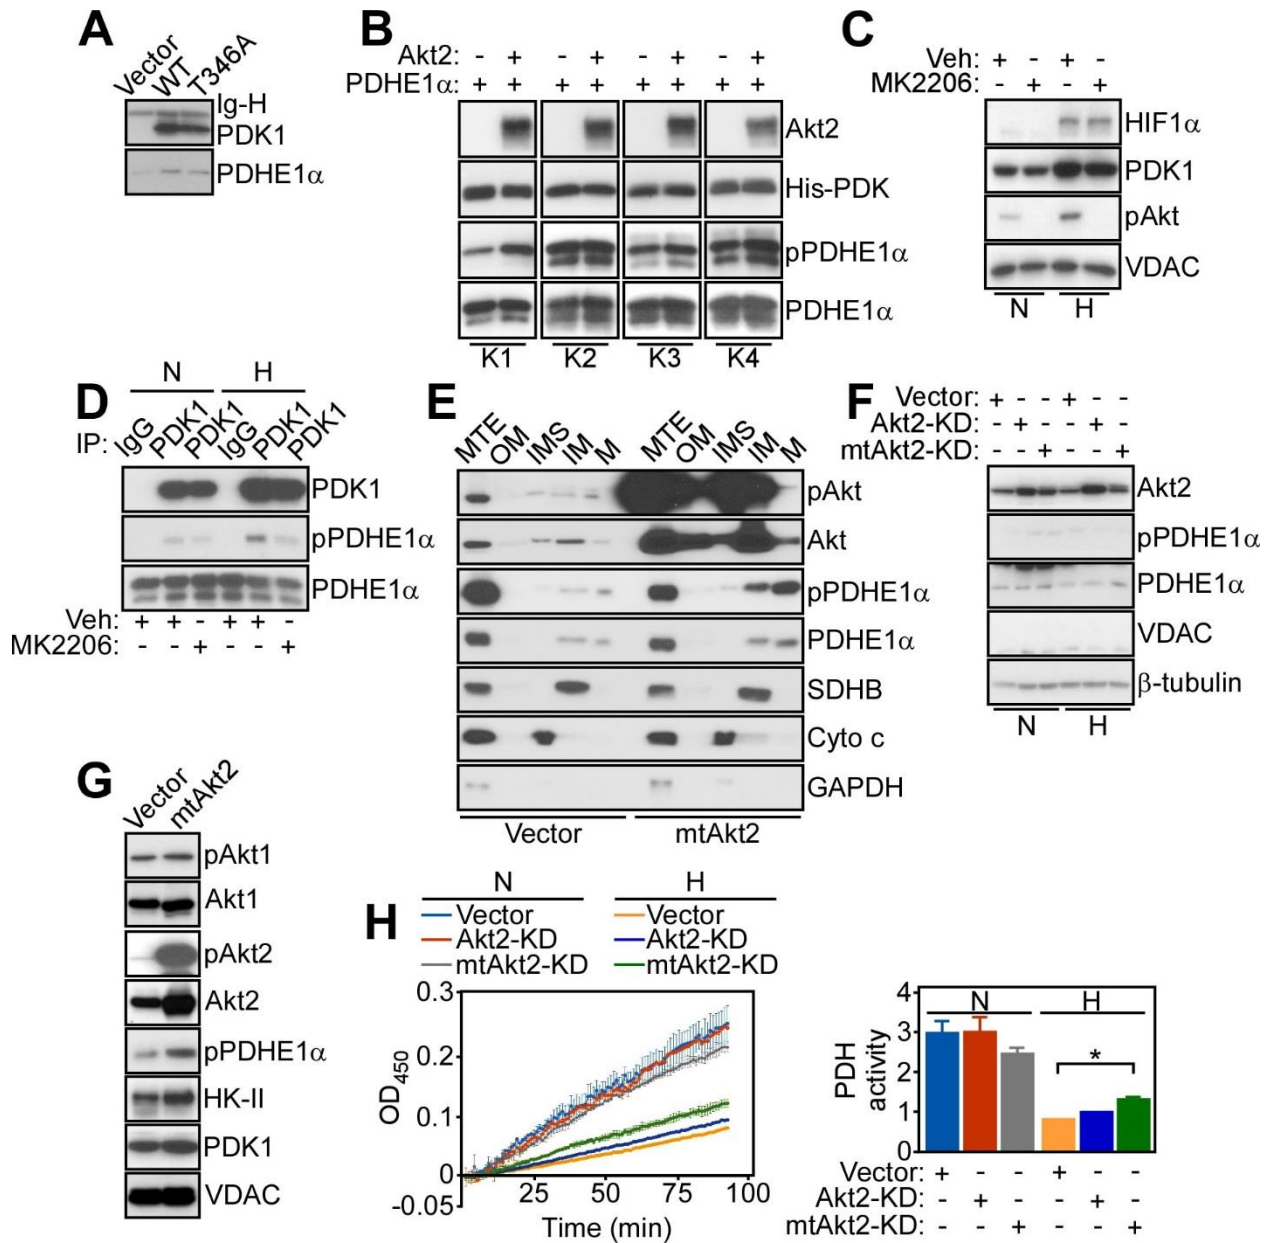 A
Vector
WT
T346A
Ig-H
PDK1
PDHE1α
B
Akt2: - + - + - + - +
PDHE1α: + + + + + + + +
Akt2
His-PDK
pPDHE1α
PDHE1α
K1 K2 K3 K4
C
Veh: + - + -
MK2206: - + - +
HIF1α
PDK1
pAkt
VDAC
N H
D
N H
IP: IgG PDK1 PDK1 IgG PDK1 PDK1
PDK1
pPDHE1α
PDHE1α
Veh: + + - + + -
MK2206: - - + - - +
E
MTE OM IMS IM M MTE OM IMS IM M
pAkt
Akt
pPDHE1α
PDHE1α
SDHB
Cyto c
GAPDH
Vector mtAkt2
F
Vector: + - - + - -
Akt2-KD: - + - - + -
mtAkt2-KD: - - + - - +
Akt2
pPDHE1α
PDHE1α
VDAC
β-tubulin
N H
G
Vector
mtAkt2
pAkt1
Akt1
pAkt2
Akt2
pPDHE1α
HK-II
PDK1
VDAC
H
N H
Vector Vector
Akt2-KD Akt2-KD
mtAkt2-KD mtAkt2-KD
0.3
0.2
0.1
0
-0.05
OD450
25 50 75 100
Time (min)
4
3
2
1
0
PDH
activity
N H
*
Vector: + - - + - -
Akt2-KD: - + - - + -
mtAkt2-KD: - - + - - +